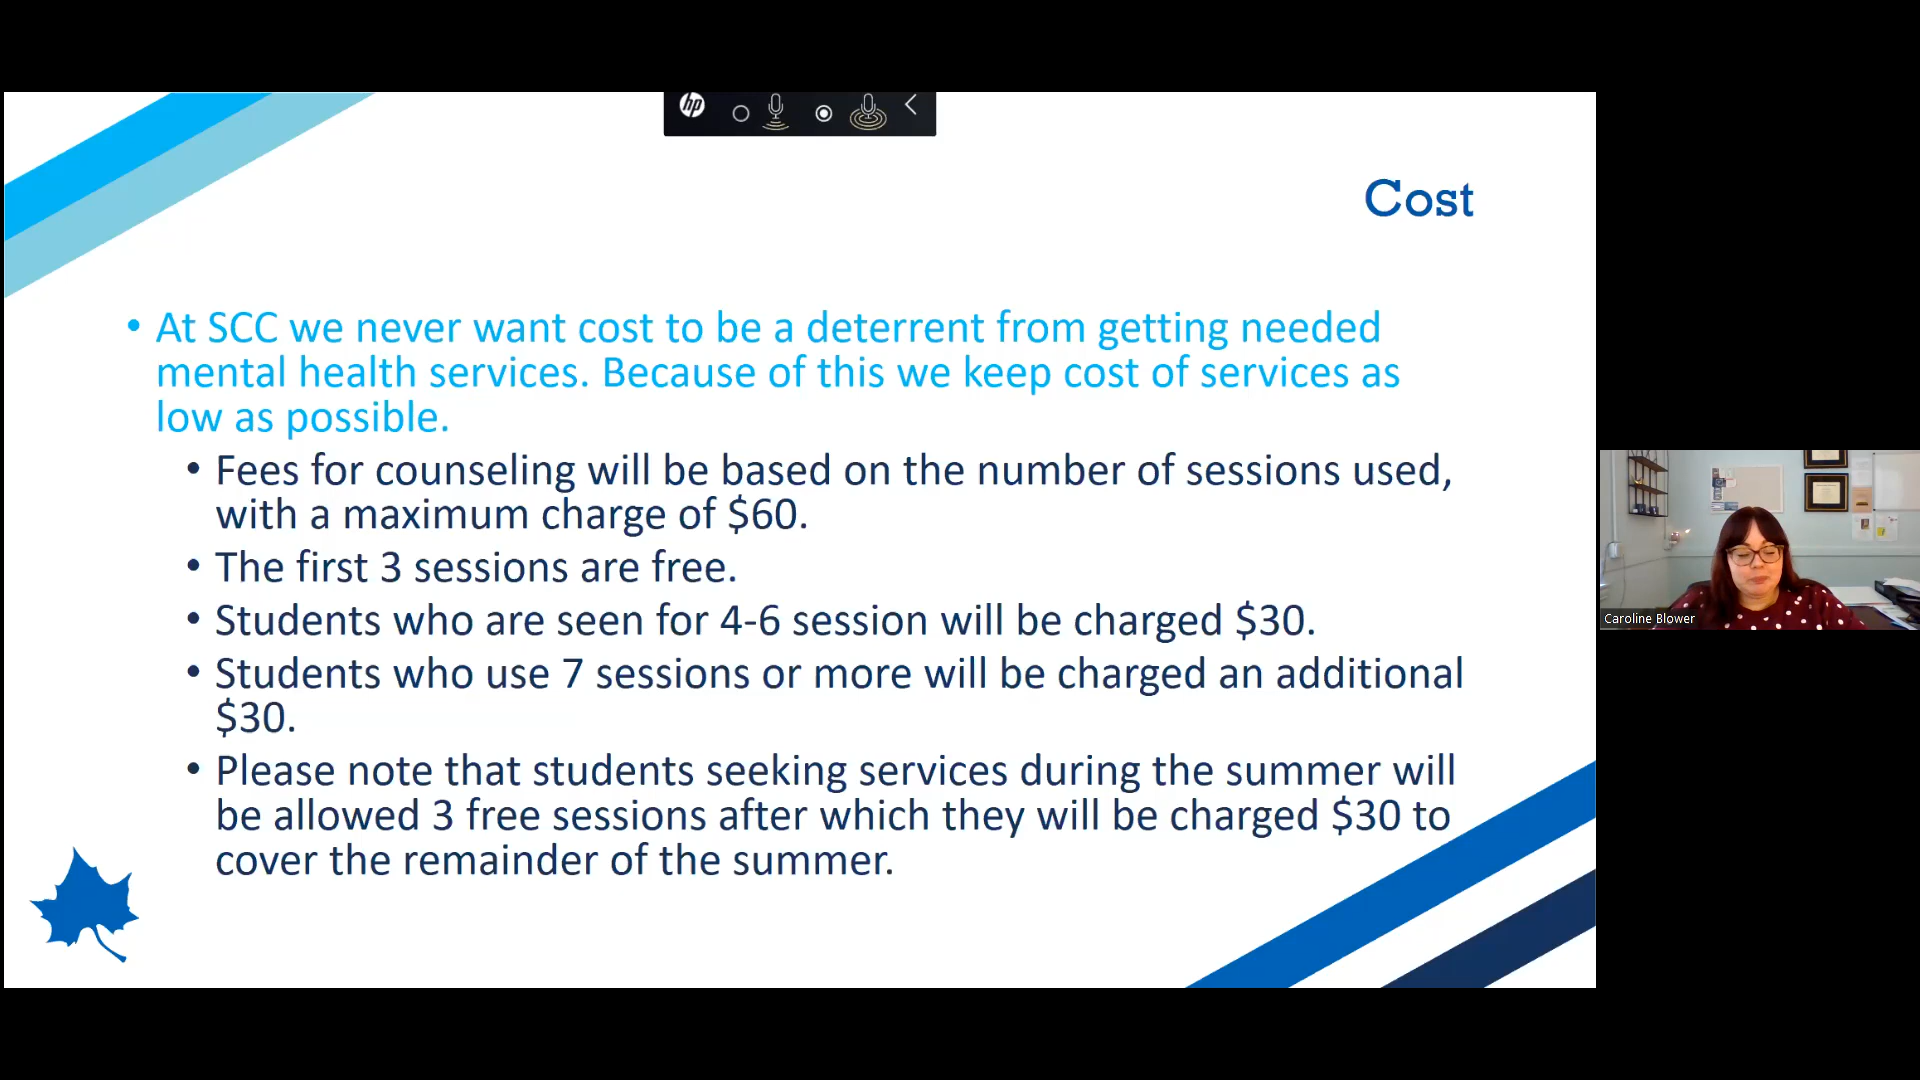 hp
Cost
• At SCC we never want cost to be a deterrent from getting needed
mental health services. Because of this we keep cost of services as
low as possible.
• Fees for counseling will be based on the number of sessions used,
with a maximum charge of $60.
• The first 3 sessions are free.
• Students who are seen for 4-6 session will be charged $30.
• Students who use 7 sessions or more will be charged an additional
$30.
• Please note that students seeking services during the summer will
be allowed 3 free sessions after which they will be charged $30 to
cover the remainder of the summer.
Caroline Blower